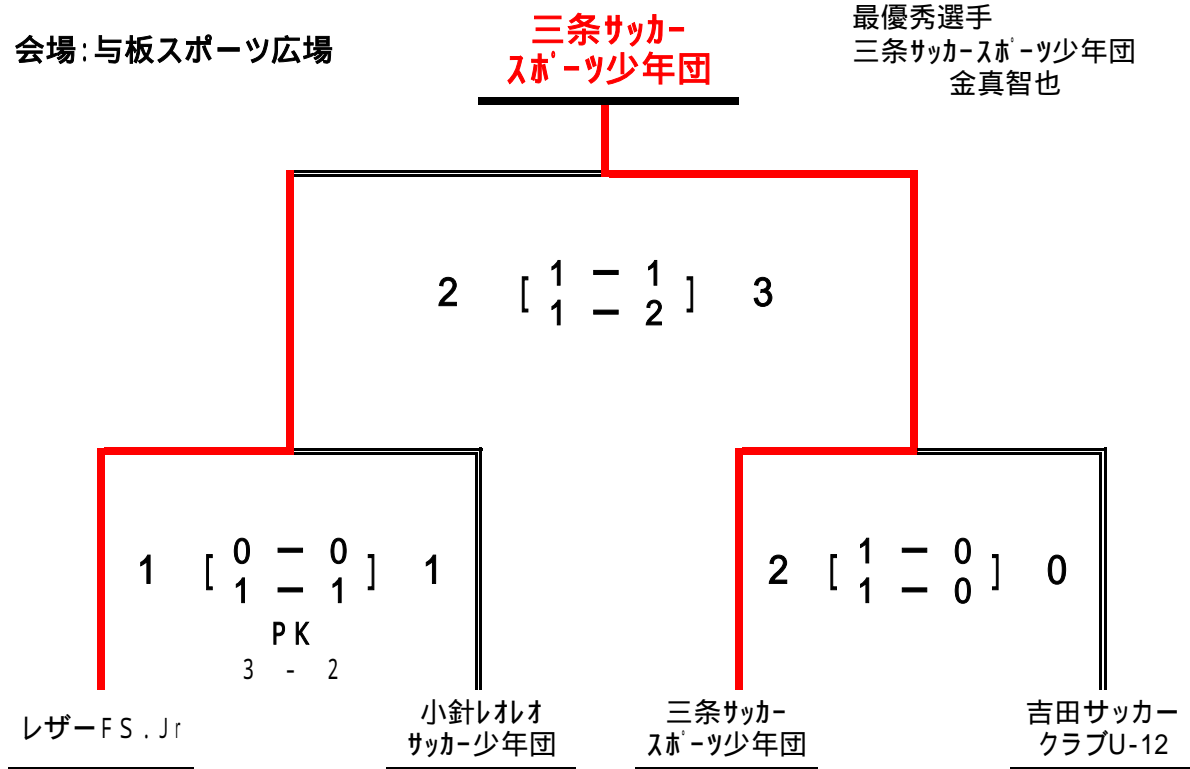 会場:与板スポーツ広場
三条ｻｯｶｰ
ｽﾎﾟｰﾂ少年団
最優秀選手
三条ｻｯｶｰｽﾎﾟｰﾂ少年団
金真智也
2 [ 1 ー 1 ] 3
1 ー 2
1 [ 0 ー 0 ] 1
1 ー 1
PK
3 - 2
2 [ 1 ー 0 ] 0
1 ー 0
レザーFS.Jr
小針ﾚｵﾚｵ
ｻｯｶｰ少年団
三条ｻｯｶｰ
ｽﾎﾟｰﾂ少年団
吉田サッカー
クラブU-12